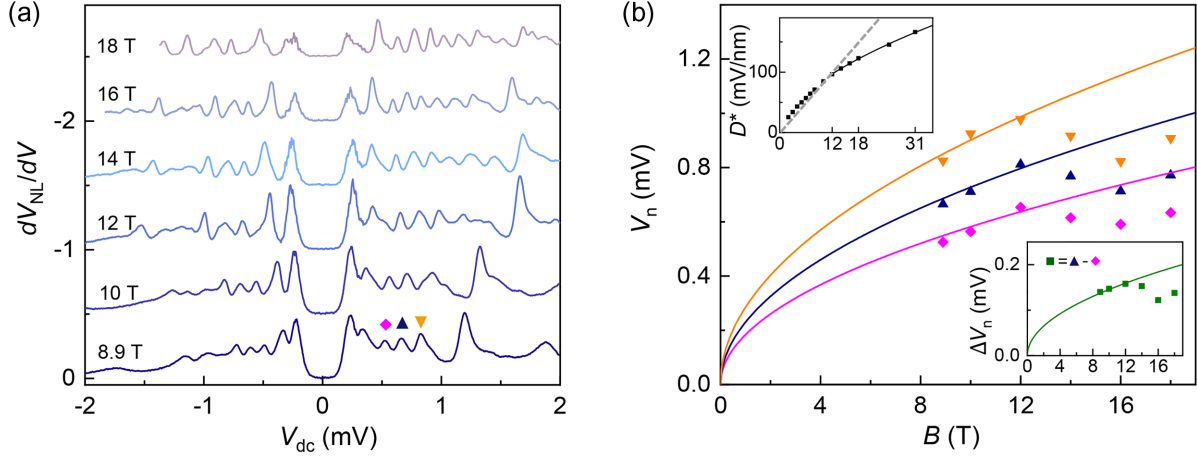 (a)
18 T
16 T
14 T
12 T
10 T
8.9 T
-2
-1
0
dV_NL/dV
-2
-1
0
1
2
V_dc (mV)
(b)
1.2
0.8
0.4
0.0
V_n (mV)
0
4
8
12
16
B (T)
D* (mV/nm)
100
0
0
12
18
31
= -
ΔV_n (mV)
0.2
0.0
0
4
8
12
16